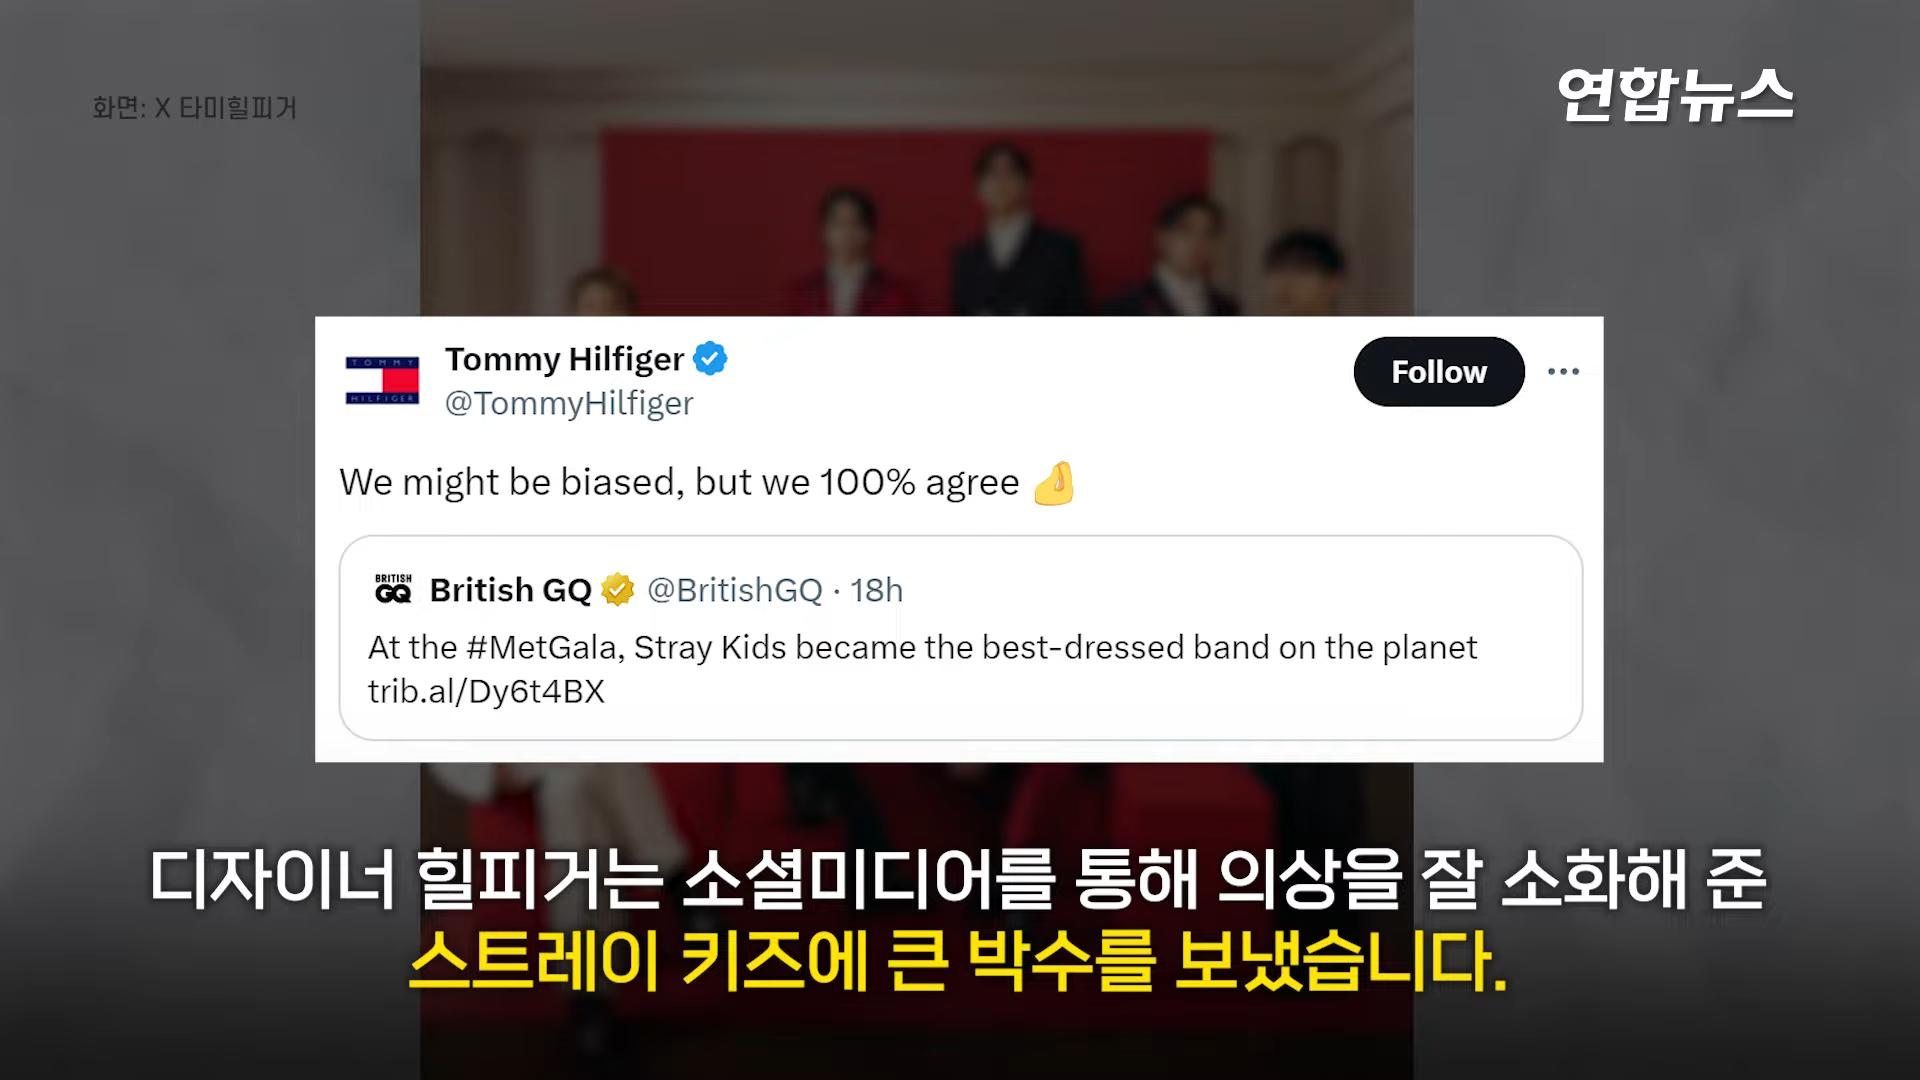 화면: X 타미힐피거
연합뉴스
TOMMY
HILFIGER
Tommy Hilfiger
@TommyHilfiger
Follow
We might be biased, but we 100% agree 🤌
BRITISH
GQ
British GQ @BritishGQ · 18h
At the #MetGala, Stray Kids became the best-dressed band on the planet
trib.al/Dy6t4BX
디자이너 힐피거는 소셜미디어를 통해 의상을 잘 소화해 준
스트레이 키즈에 큰 박수를 보냈습니다.